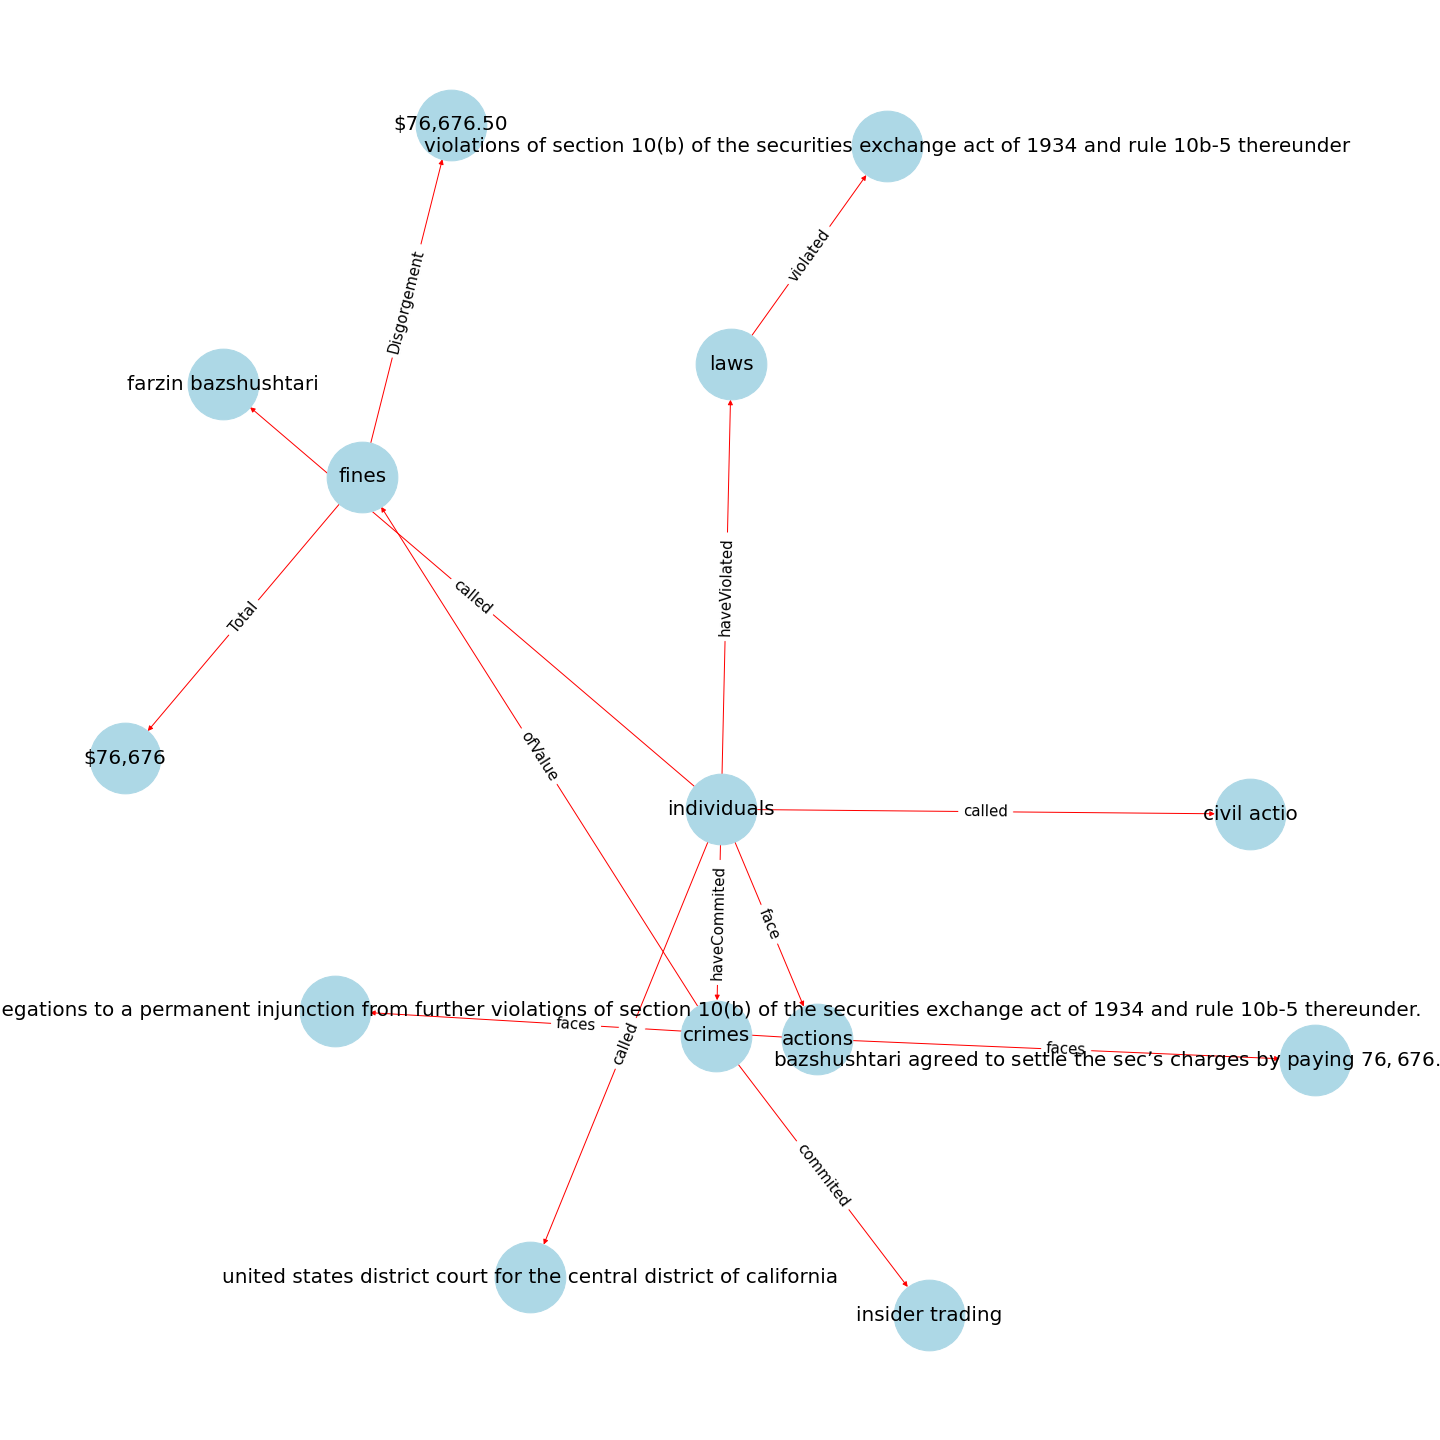 $76,676.50
violations of section 10(b) of the securities exchange act of 1934 and rule 10b-5 thereunder
violated
Disgorgement
laws
farzin bazshushtari
fines
haveViolated
called
Total
ofValue
$76,676
individuals
called
civil actio
haveCommited
face
egations to a permanent injunction from further violations of section 10(b) of the securities exchange act of 1934 and rule 10b-5 thereunder.
faces
called
crimes
actions
faces
bazshushtari agreed to settle the sec’s charges by paying 76, 676.
commited
united states district court for the central district of california
insider trading